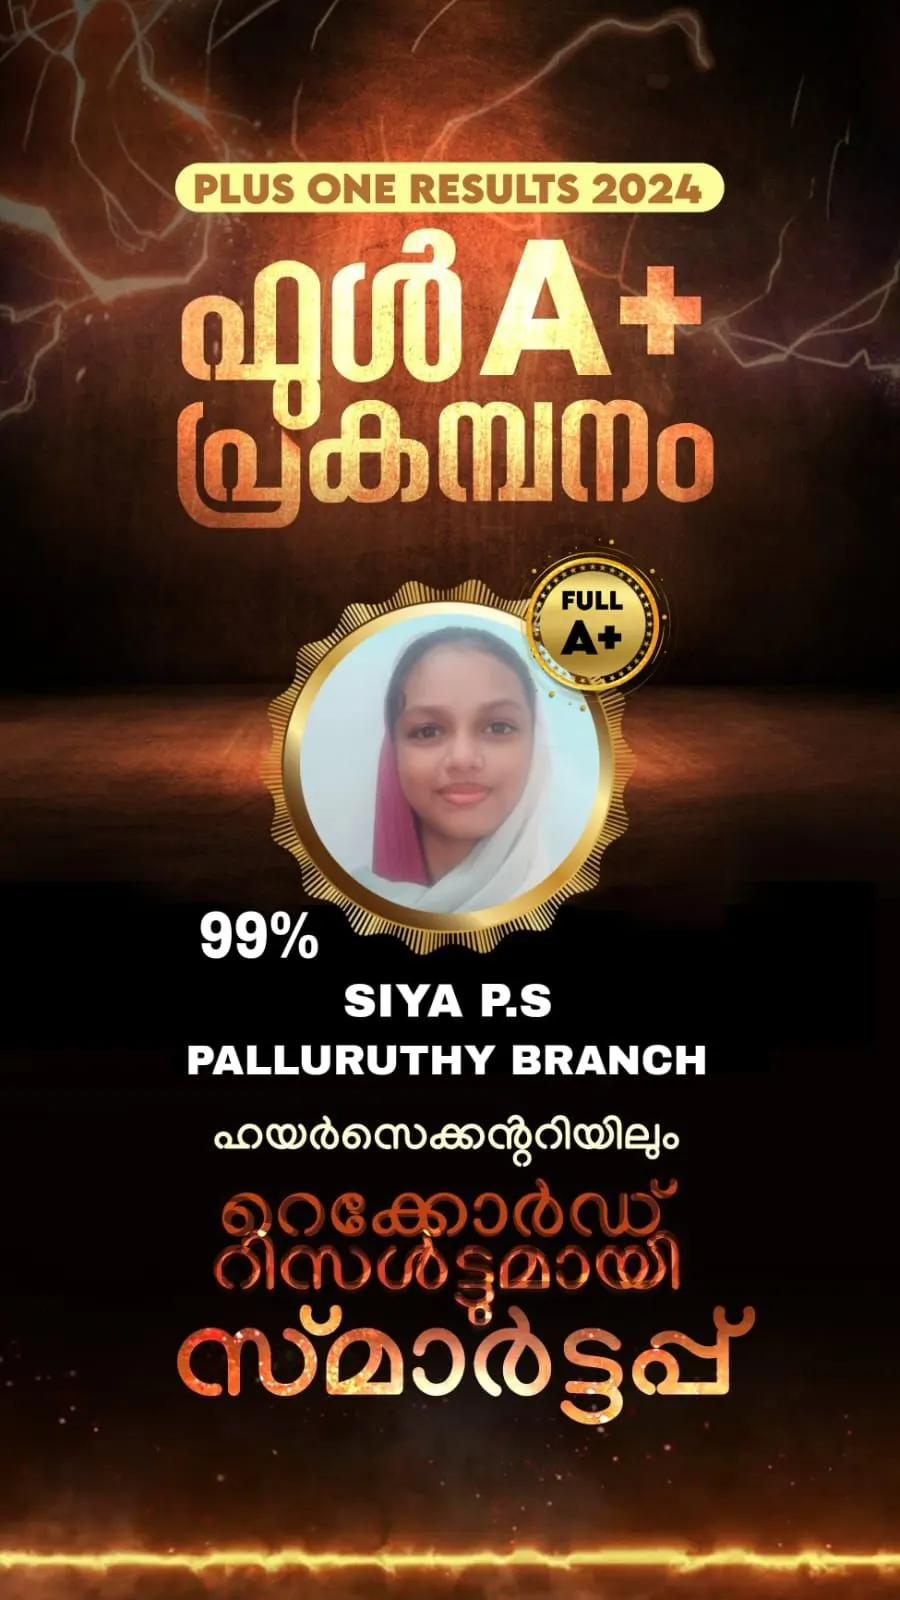 PLUS ONE RESULTS 2024
ഫുൾ A+
പ്രകമ്പനം
FULL
A+
99%
SIYA P.S
PALLURUTHY BRANCH
ഹയർസെക്കന്ററിയിലും
റെക്കോർഡ്
റിസൾട്ടുമായി
സ്മാർട്ടപ്പ്